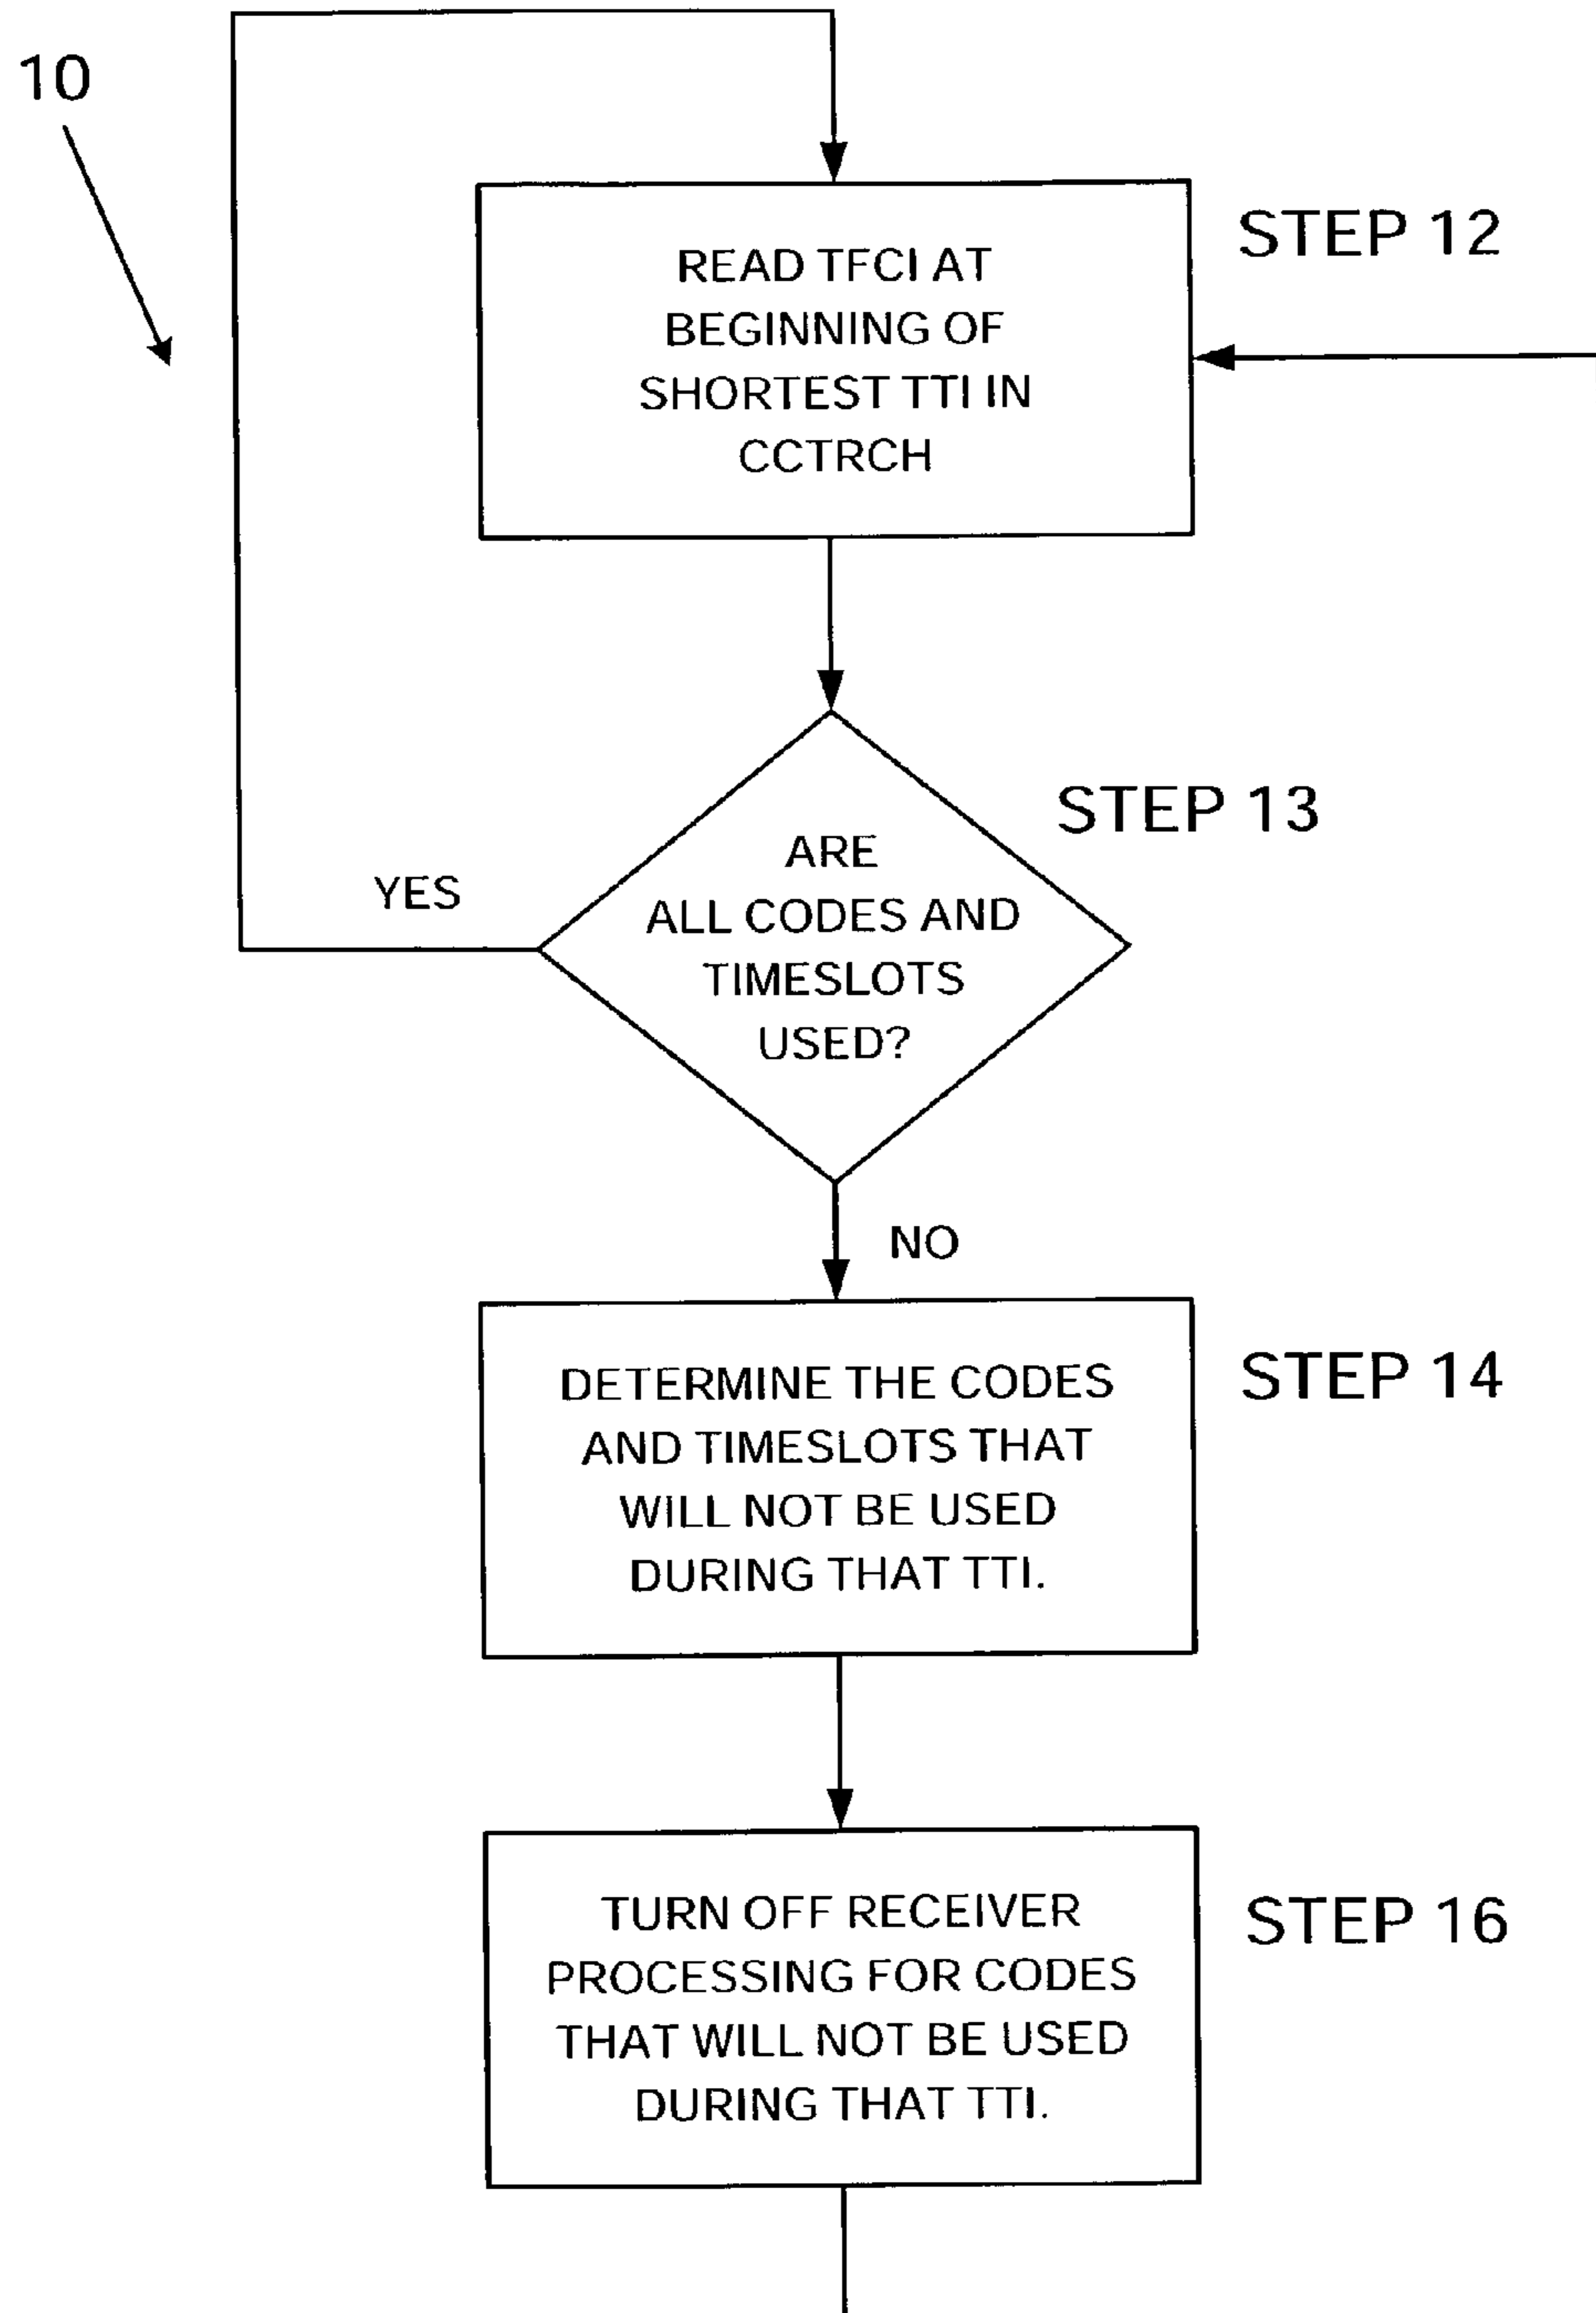 10
READ TFCI AT
BEGINNING OF
SHORTEST TTI IN
CCTRCH
STEP 12
ARE
ALL CODES AND
TIMESLOTS
USED?
STEP 13
YES
NO
DETERMINE THE CODES
AND TIMESLOTS THAT
WILL NOT BE USED
DURING THAT TTI.
STEP 14
TURN OFF RECEIVER
PROCESSING FOR CODES
THAT WILL NOT BE USED
DURING THAT TTI.
STEP 16